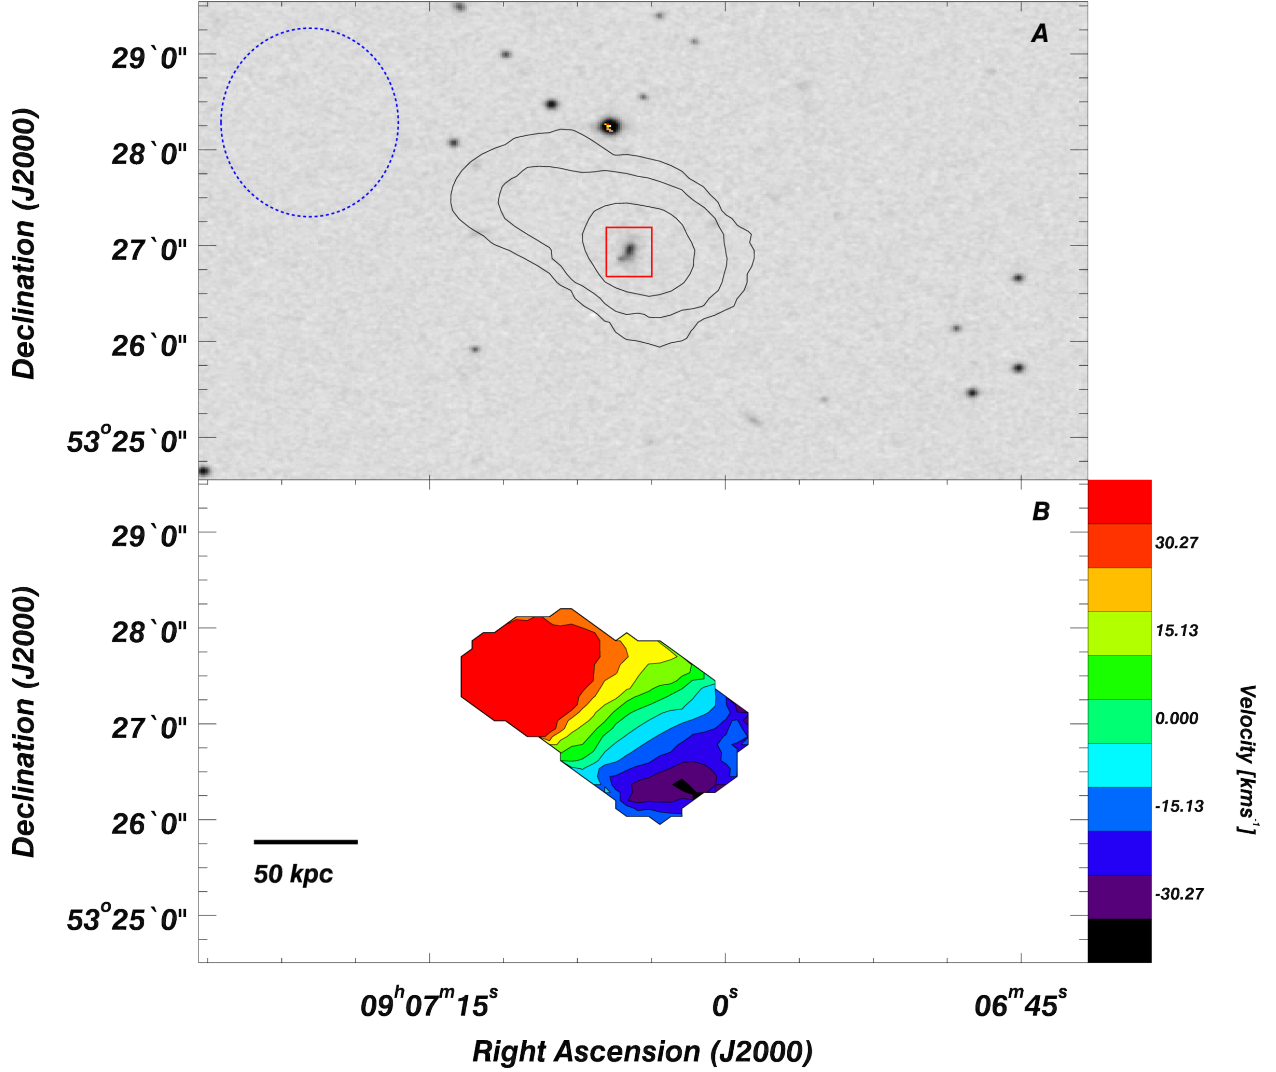 A
29`0"
28`0"
27`0"
26`0"
53°25`0"
Declination (J2000)
B
29`0"
28`0"
27`0"
26`0"
53°25`0"
Declination (J2000)
50 kpc
30.27
15.13
0.000
-15.13
-30.27
Velocity [kms⁻¹]
09ʰ07ᵐ15ˢ 0ˢ 06ᵐ45ˢ
Right Ascension (J2000)